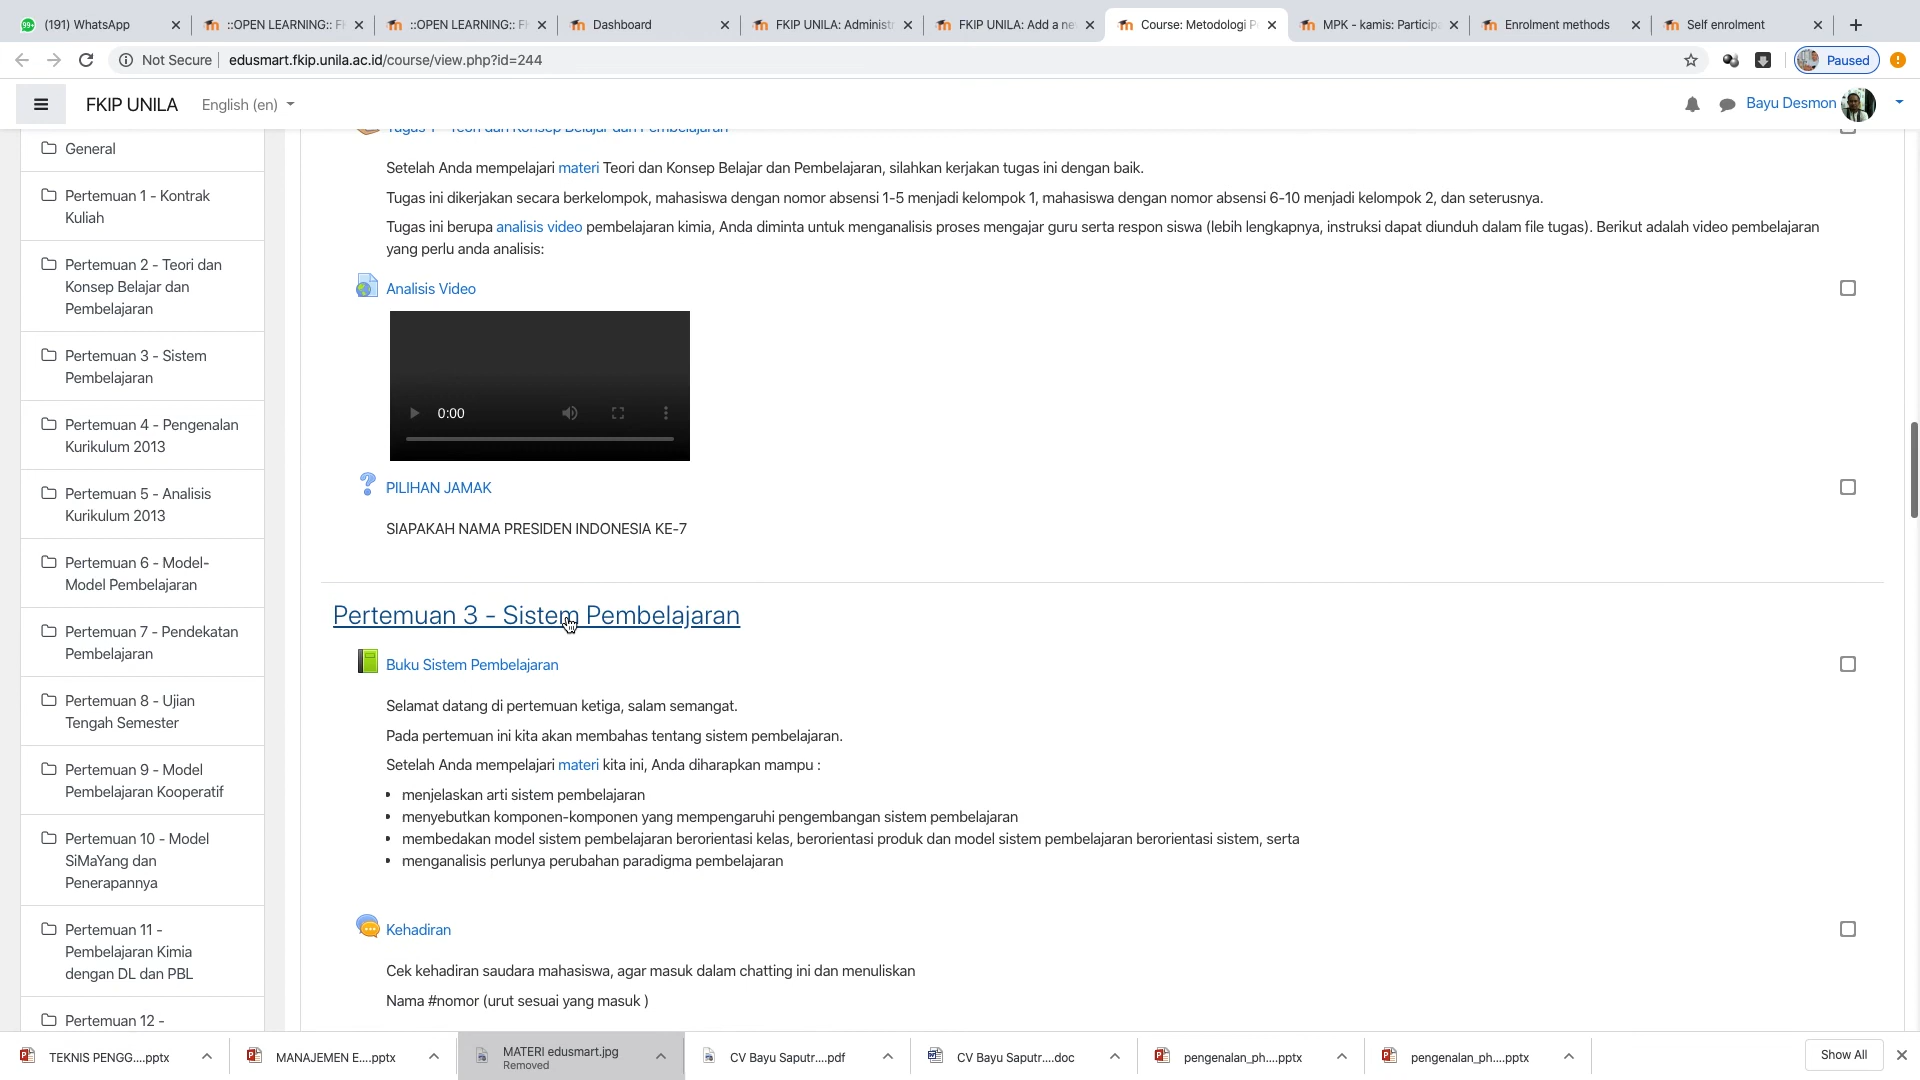 (191) WhatsApp
::OPEN LEARNING:: F
::OPEN LEARNING:: F
Dashboard
FKIP UNILA: Administr
FKIP UNILA: Add a ne
Course: Metodologi P
MPK - kamis: Particip
Enrolment methods
Self enrolment
Not Secure
edusmart.fkip.unila.ac.id/course/view.php?id=244
Paused
FKIP UNILA
English (en)
Bayu Desmon
General
Pertemuan 1 - Kontrak
Kuliah
Pertemuan 2 - Teori dan
Konsep Belajar dan
Pembelajaran
Pertemuan 3 - Sistem
Pembelajaran
Pertemuan 4 - Pengenalan
Kurikulum 2013
Pertemuan 5 - Analisis
Kurikulum 2013
Pertemuan 6 - Model-
Model Pembelajaran
Pertemuan 7 - Pendekatan
Pembelajaran
Pertemuan 8 - Ujian
Tengah Semester
Pertemuan 9 - Model
Pembelajaran Kooperatif
Pertemuan 10 - Model
SiMaYang dan
Penerapannya
Pertemuan 11 -
Pembelajaran Kimia
dengan DL dan PBL
Pertemuan 12 -
Tugas 1 - Teori dan Konsep Belajar dan Pembelajaran
Setelah Anda mempelajari materi Teori dan Konsep Belajar dan Pembelajaran, silahkan kerjakan tugas ini dengan baik.
Tugas ini dikerjakan secara berkelompok, mahasiswa dengan nomor absensi 1-5 menjadi kelompok 1, mahasiswa dengan nomor absensi 6-10 menjadi kelompok 2, dan seterusnya.
Tugas ini berupa analisis video pembelajaran kimia, Anda diminta untuk menganalisis proses mengajar guru serta respon siswa (lebih lengkapnya, instruksi dapat diunduh dalam file tugas). Berikut adalah video pembelajaran
yang perlu anda analisis:
Analisis Video
0:00
PILIHAN JAMAK
SIAPAKAH NAMA PRESIDEN INDONESIA KE-7
Pertemuan 3 - Sistem Pembelajaran
Buku Sistem Pembelajaran
Selamat datang di pertemuan ketiga, salam semangat.
Pada pertemuan ini kita akan membahas tentang sistem pembelajaran.
Setelah Anda mempelajari materi kita ini, Anda diharapkan mampu :
• menjelaskan arti sistem pembelajaran
• menyebutkan komponen-komponen yang mempengaruhi pengembangan sistem pembelajaran
• membedakan model sistem pembelajaran berorientasi kelas, berorientasi produk dan model sistem pembelajaran berorientasi sistem, serta
• menganalisis perlunya perubahan paradigma pembelajaran
Kehadiran
Cek kehadiran saudara mahasiswa, agar masuk dalam chatting ini dan menuliskan
Nama #nomor (urut sesuai yang masuk )
TEKNIS PENGG....pptx
MANAJEMEN E....pptx
MATERI edusmart.jpg
Removed
CV Bayu Saputr....pdf
CV Bayu Saputr....doc
pengenalan_ph....pptx
pengenalan_ph....pptx
Show All